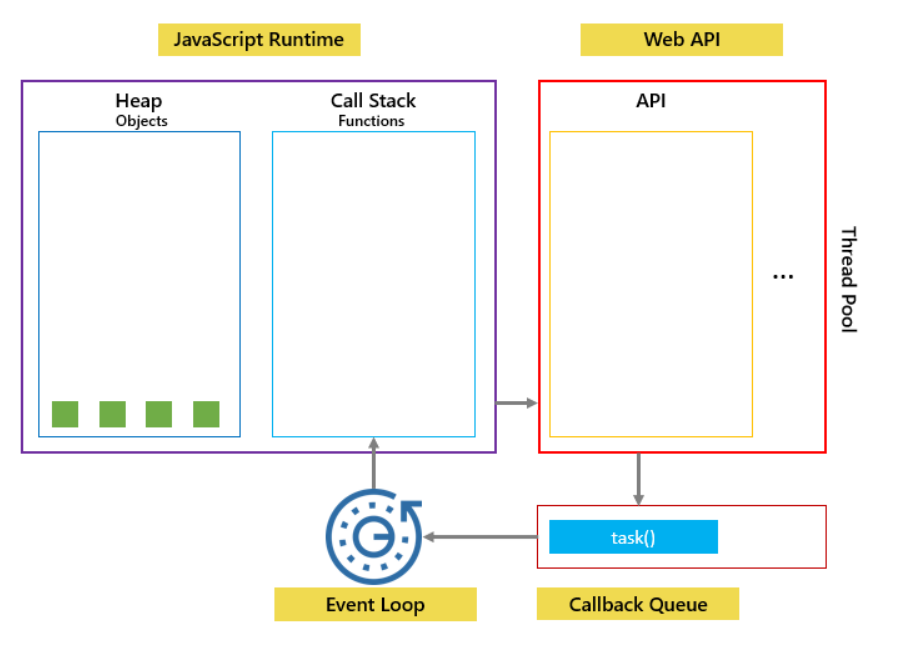 JavaScript Runtime
Web API
Heap
Objects
Call Stack
Functions
API
...
Thread Pool
task()
Event Loop
Callback Queue